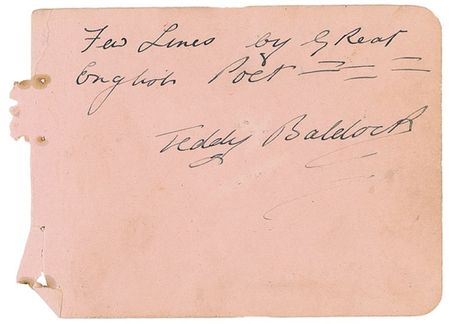 Few Lines by GReat
English Poet
Teddy Baldock